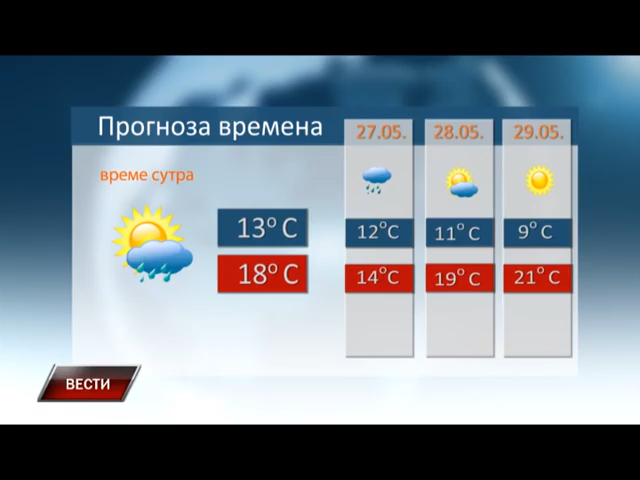 Прогноза времена
време сутра
13° C
18° C
27.05.
12°C
14°C
28.05.
11°C
19°C
29.05.
9°C
21°C
ВЕСТИ